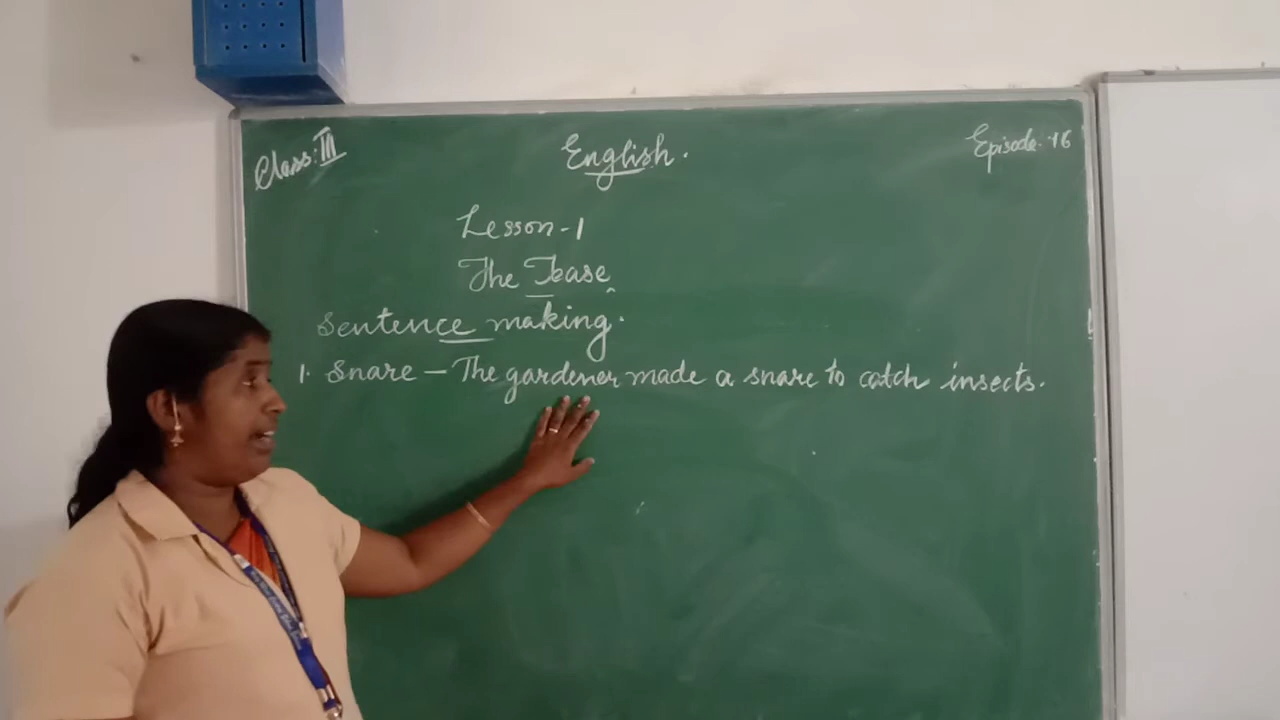 Class: III
English.
Episode-16
Lesson-1
The Tease
Sentence making.
1. Snare - The gardener made a snare to catch insects.